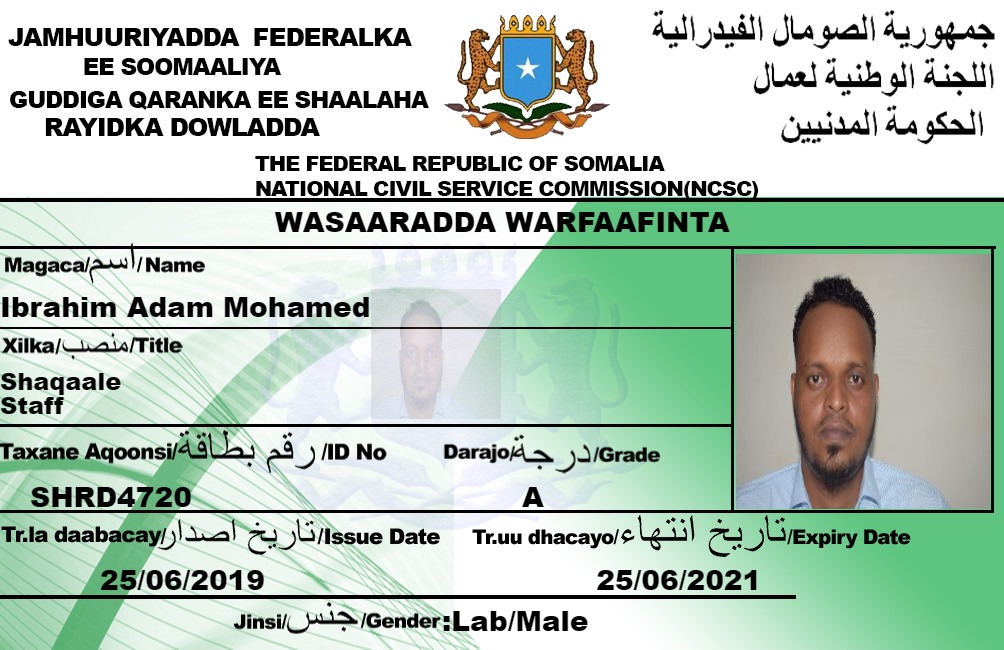 JAMHUURIYADDA FEDERALKA
EE SOOMAALIYA
GUDDIGA QARANKA EE SHAALAHA
RAYIDKA DOWLADDA
جمهورية الصومال الفيدرالية
اللجنة الوطنية لعمال
الحكومة المدنيين
THE FEDERAL REPUBLIC OF SOMALIA
NATIONAL CIVIL SERVICE COMMISSION(NCSC)
WASAARADDA WARFAAFINTA
Magaca/اسم/Name
Ibrahim Adam Mohamed
Xilka/منصب/Title
Shaqaale
Staff
Taxane Aqoonsi/رقم بطاقة/ID No
SHRD4720
Darajo/درجة/Grade
A
Tr.la daabacay/تاريخ اصدار/Issue Date
25/06/2019
Tr.uu dhacayo/تاريخ انتهاء/Expiry Date
25/06/2021
Jinsi/جنس/Gender:Lab/Male